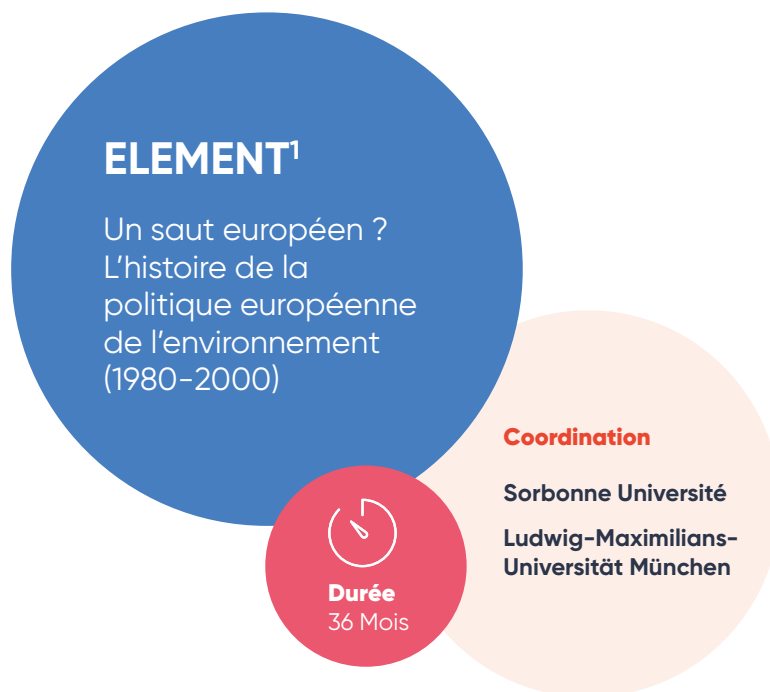 ELEMENT¹
Un saut européen ?
L'histoire de la
politique européenne
de l'environnement
(1980-2000)
Coordination
Sorbonne Université
Ludwig-Maximilians-
Universität München
Durée
36 Mois